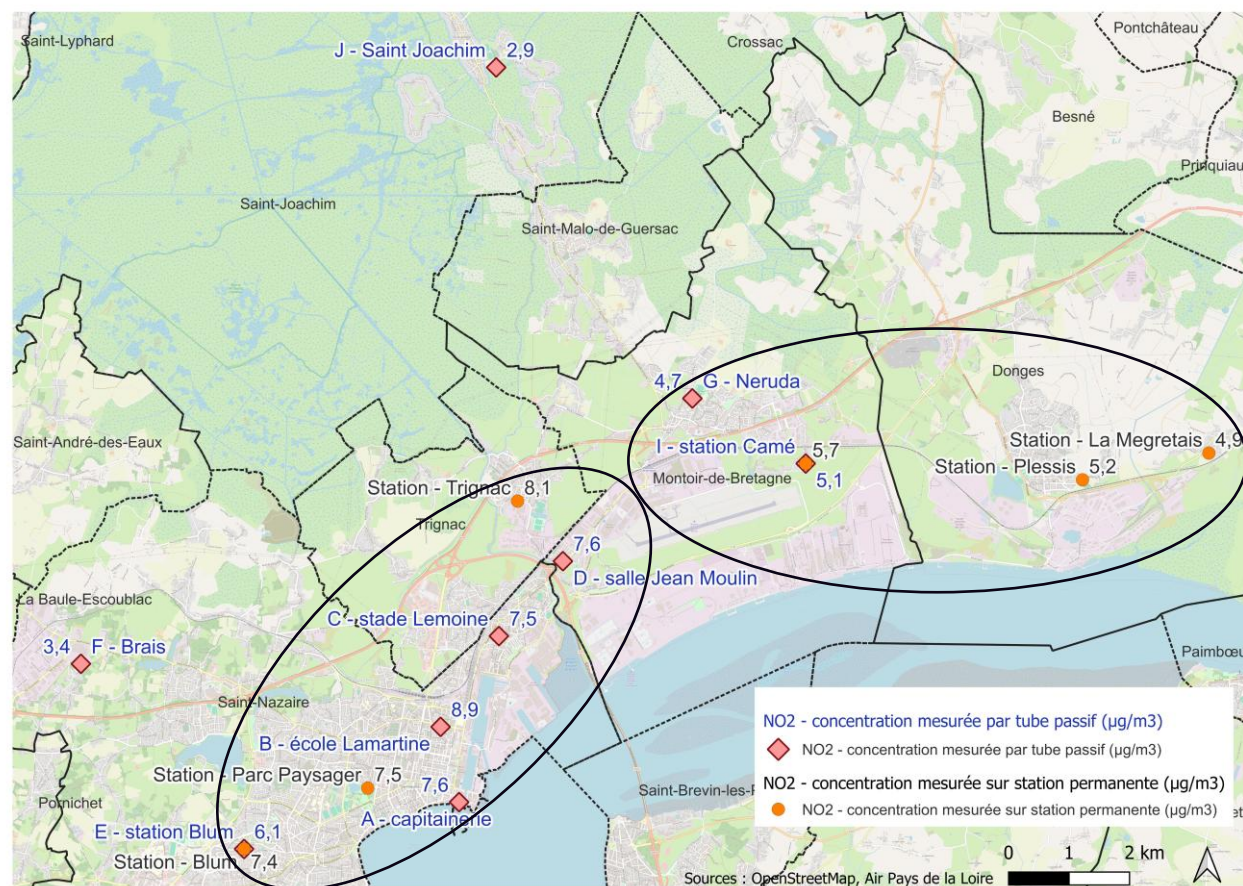 Saint-Lyphard
Pontchâteau
Crossac
J - Saint Joachim 2,9
Besné
Saint-Joachim
Saint-Malo-de-Guersac
Donges
4,7 G - Neruda
Saint-André-des-Eaux
I - station Camé 5,7
Station - La Megretais 4,9
Montoir-de-Bretagne
5,1
Station - Plessis 5,2
Station - Trignac 8,1
Trignac
7,6
D - salle Jean Moulin
La Baule-Escoublac
C - stade Lemoine 7,5
3,4 F - Brais
Saint-Nazaire
8,9
B - école Lamartine
Station - Parc Paysager 7,5
7,6
A - capitainerie
Pornichet
E - station Blum 6,1
Station - Blum 7,4
NO2 - concentration mesurée par tube passif (µg/m3)
NO2 - concentration mesurée par tube passif (µg/m3)
NO2 - concentration mesurée sur station permanente (µg/m3)
NO2 - concentration mesurée sur station permanente (µg/m3)
0 1 2 km
Sources : OpenStreetMap, Air Pays de la Loire